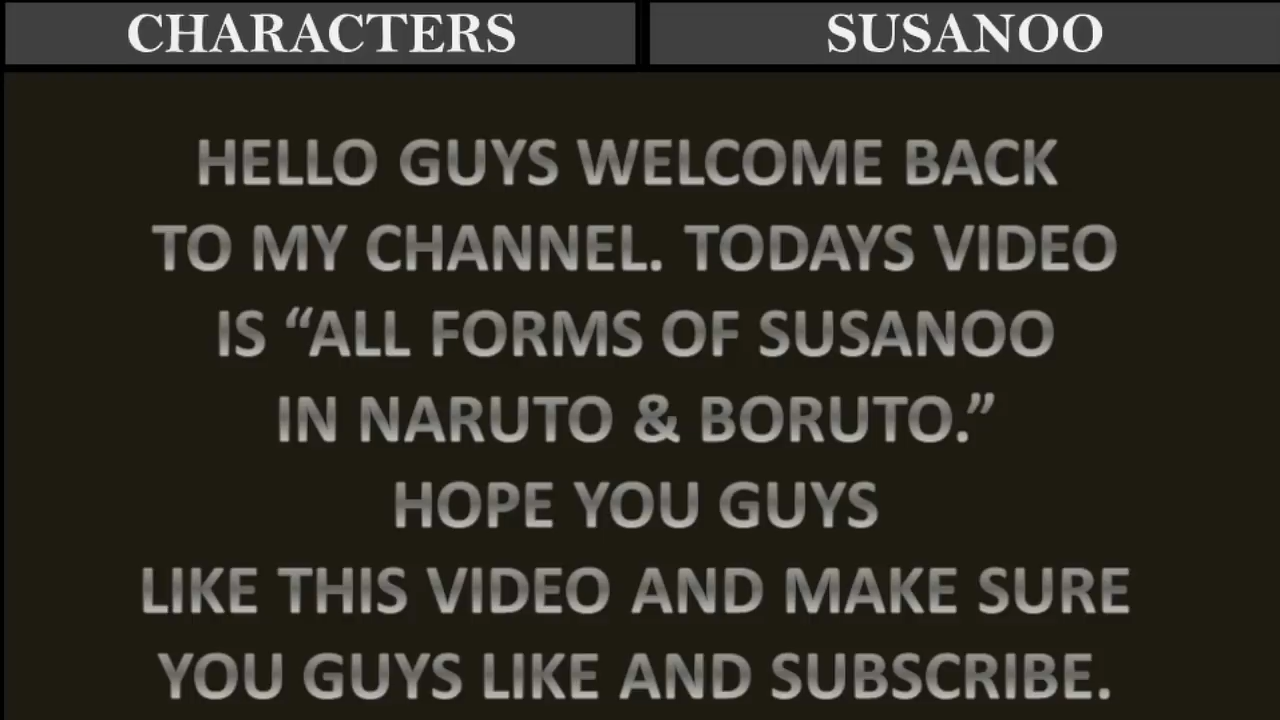 CHARACTERS SUSANOO
HELLO GUYS WELCOME BACK
TO MY CHANNEL. TODAYS VIDEO
IS “ALL FORMS OF SUSANOO
IN NARUTO & BORUTO.”
HOPE YOU GUYS
LIKE THIS VIDEO AND MAKE SURE
YOU GUYS LIKE AND SUBSCRIBE.